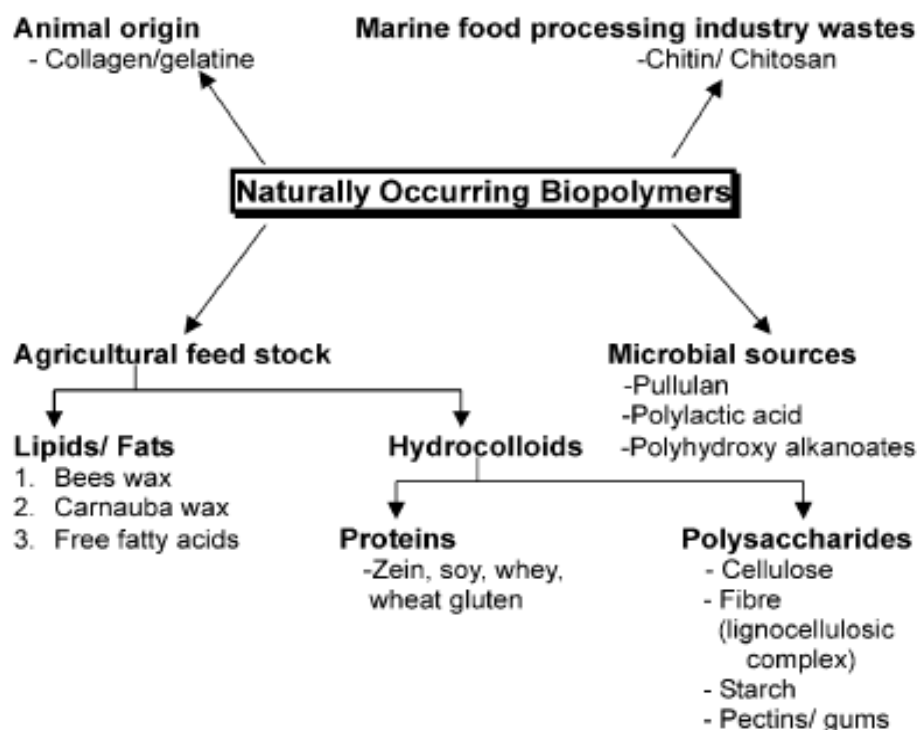 Animal origin
- Collagen/gelatine
Marine food processing industry wastes
-Chitin/ Chitosan
Naturally Occurring Biopolymers
Agricultural feed stock
Microbial sources
-Pullulan
-Polylactic acid
-Polyhydroxy alkanoates
Lipids/ Fats
1. Bees wax
2. Carnauba wax
3. Free fatty acids
Hydrocolloids
Proteins
-Zein, soy, whey,
wheat gluten
Polysaccharides
- Cellulose
- Fibre
(lignocellulosic
complex)
- Starch
- Pectins/ gums